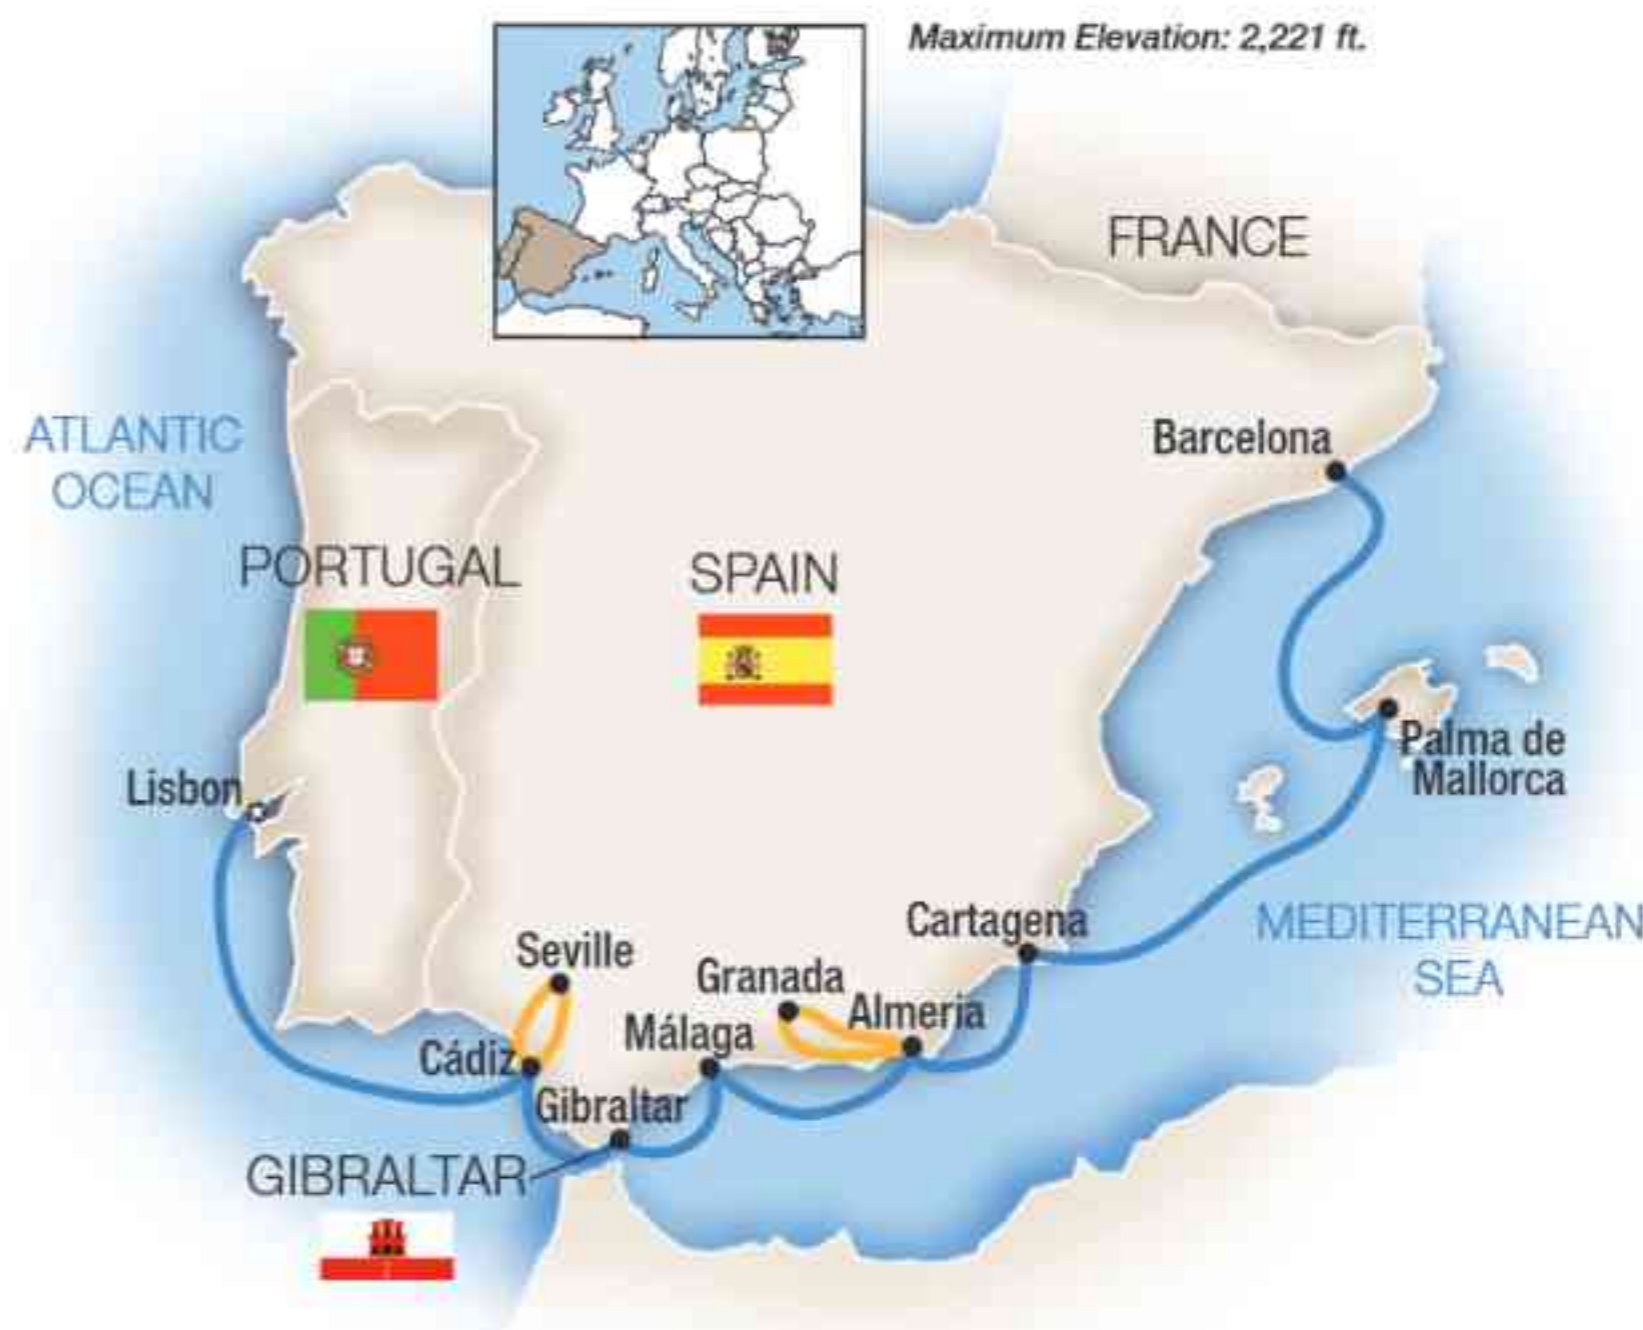 Maximum Elevation: 2,221 ft.
FRANCE
ATLANTIC
OCEAN
Barcelona
PORTUGAL
SPAIN
Lisbon
Palma de
Mallorca
Cartagena
MEDITERRANEAN
SEA
Seville
Granada
Almeria
Málaga
Cádiz
Gibraltar
GIBRALTAR